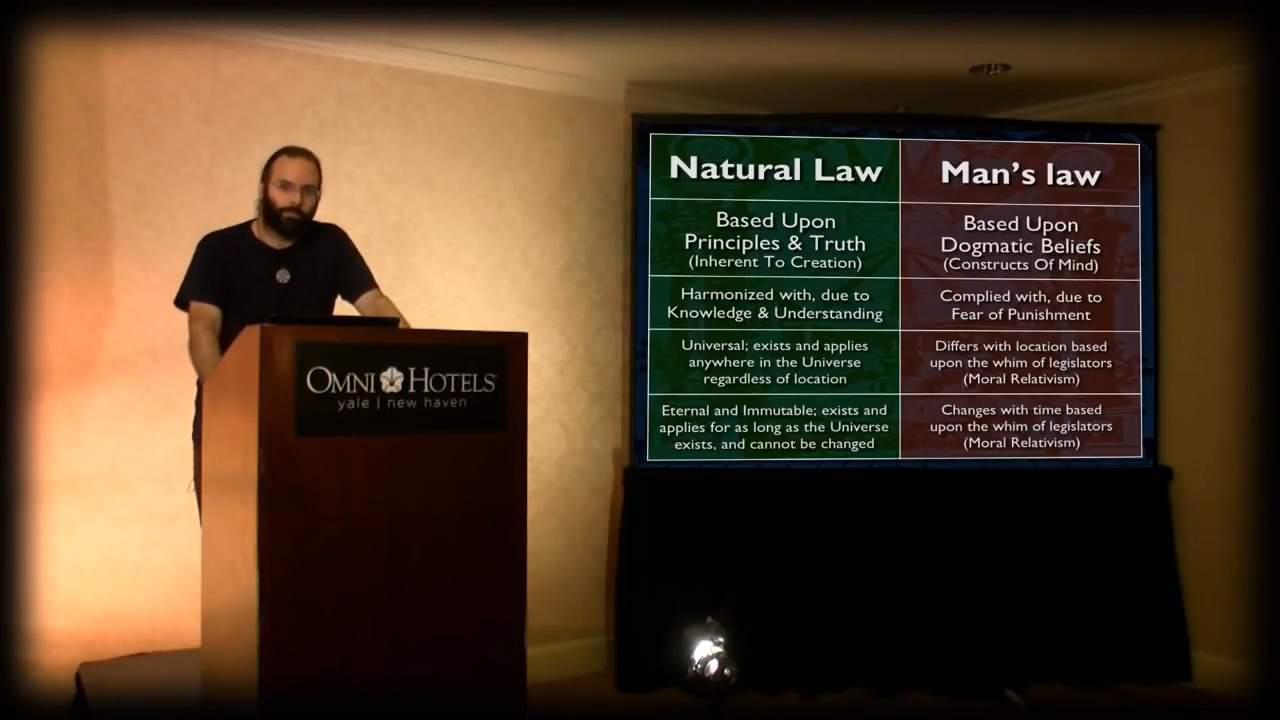 OMNI HOTELS
yale | new haven
Natural Law
Man's law
Based Upon
Principles & Truth
(Inherent To Creation)
Based Upon
Dogmatic Beliefs
(Constructs Of Mind)
Harmonized with, due to
Knowledge & Understanding
Complied with, due to
Fear of Punishment
Universal; exists and applies
anywhere in the Universe
regardless of location
Differs with location based
upon the whim of legislators
(Moral Relativism)
Eternal and Immutable; exists and
applies for as long as the Universe
exists, and cannot be changed
Changes with time based
upon the whim of legislators
(Moral Relativism)